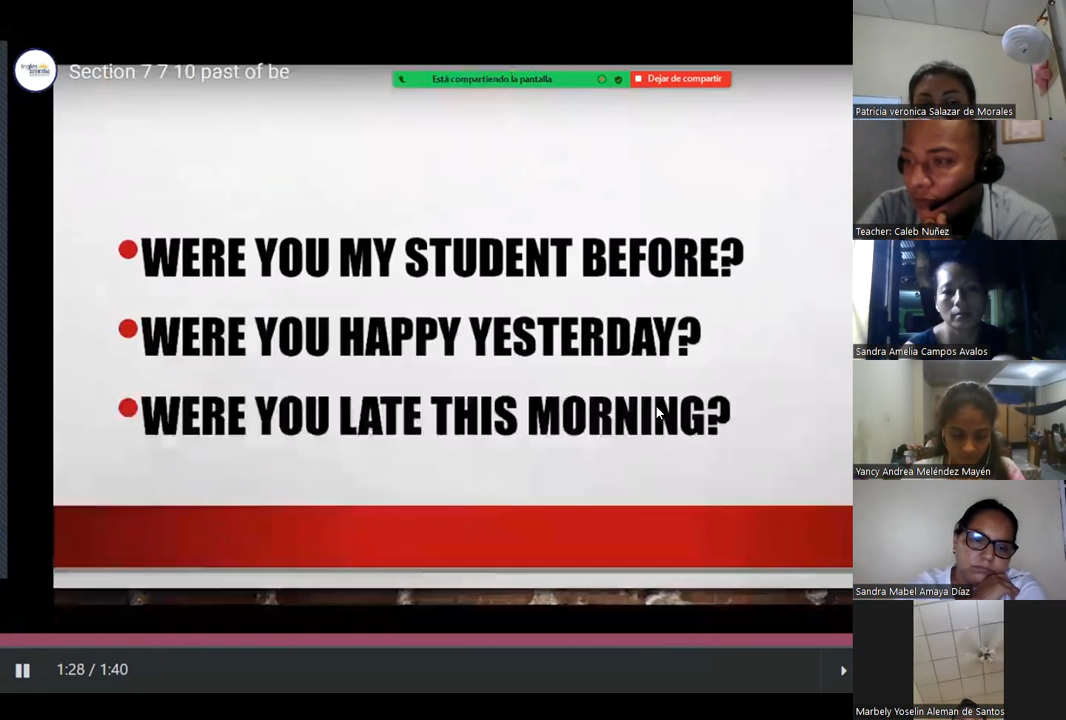 Section 7 7 10 past of be
Está compartiendo la pantalla
Dejar de compartir
•WERE YOU MY STUDENT BEFORE?
•WERE YOU HAPPY YESTERDAY?
•WERE YOU LATE THIS MORNING?
1:28 / 1:40
Patricia veronica Salazar de Morales
Teacher: Caleb Nuñez
Sandra Amelia Campos Avalos
Yancy Andrea Meléndez Mayén
Sandra Mabel Amaya Díaz
Marbely Yoselin Aleman de Santos